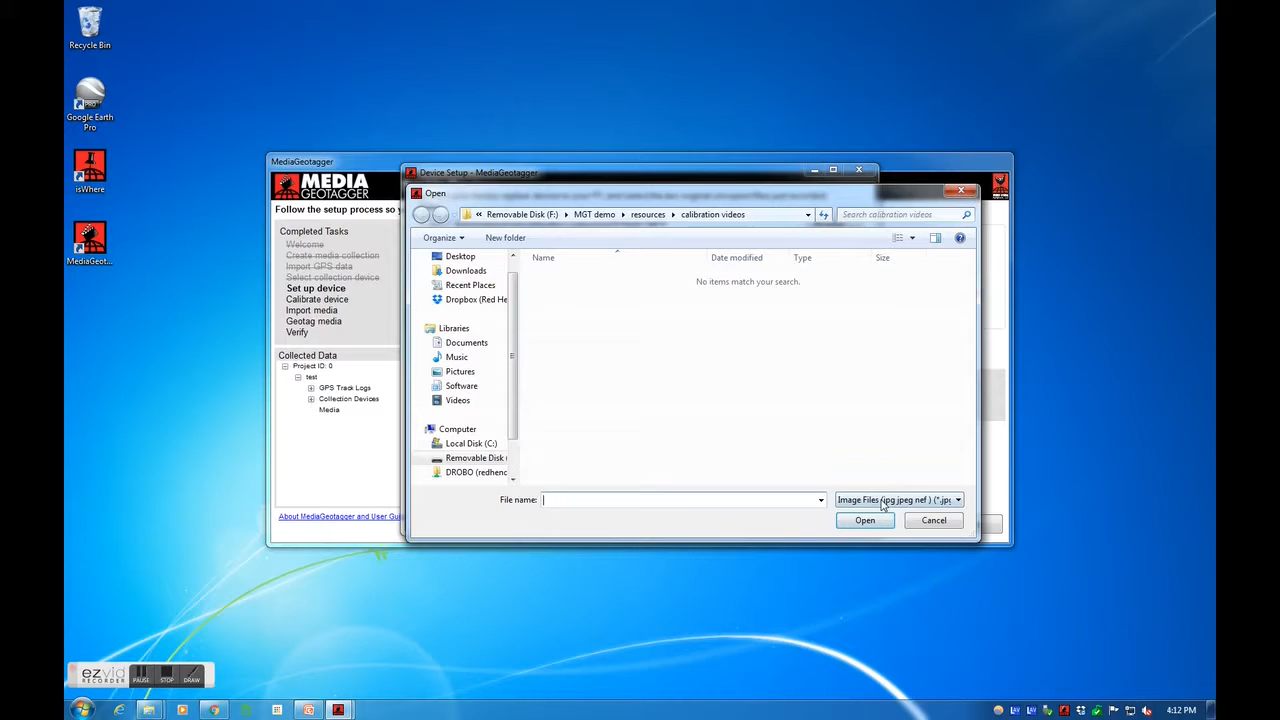 Recycle Bin
Google Earth
Pro
isWhere
MediaGeot...
MediaGeotagger
MEDIA
GEOTAGGER
Follow the setup process so
Completed Tasks
Welcome
Create media collection
Import GPS data
Select collection device
Set up device
Calibrate device
Import media
Geotag media
Verify
Collected Data
Project ID: 0
test
GPS Track Logs
Collection Devices
Media
About MediaGeotagger and User Gui
Device Setup - MediaGeotagger
Open
« Removable Disk (F:) MGT demo resources calibration videos
Search calibration videos
Organize
New folder
Desktop
Downloads
Recent Places
Dropbox (Red He
Libraries
Documents
Music
Pictures
Software
Videos
Computer
Local Disk (C:)
Removable Disk (
DROBO (redhenc
Name
Date modified
Type
Size
No items match your search.
File name:
Image Files (jpg jpeg nef ) (*.jpg
Open
Cancel
ezvid
RECORDER
PAUSE
STOP
DRAW
4:12 PM